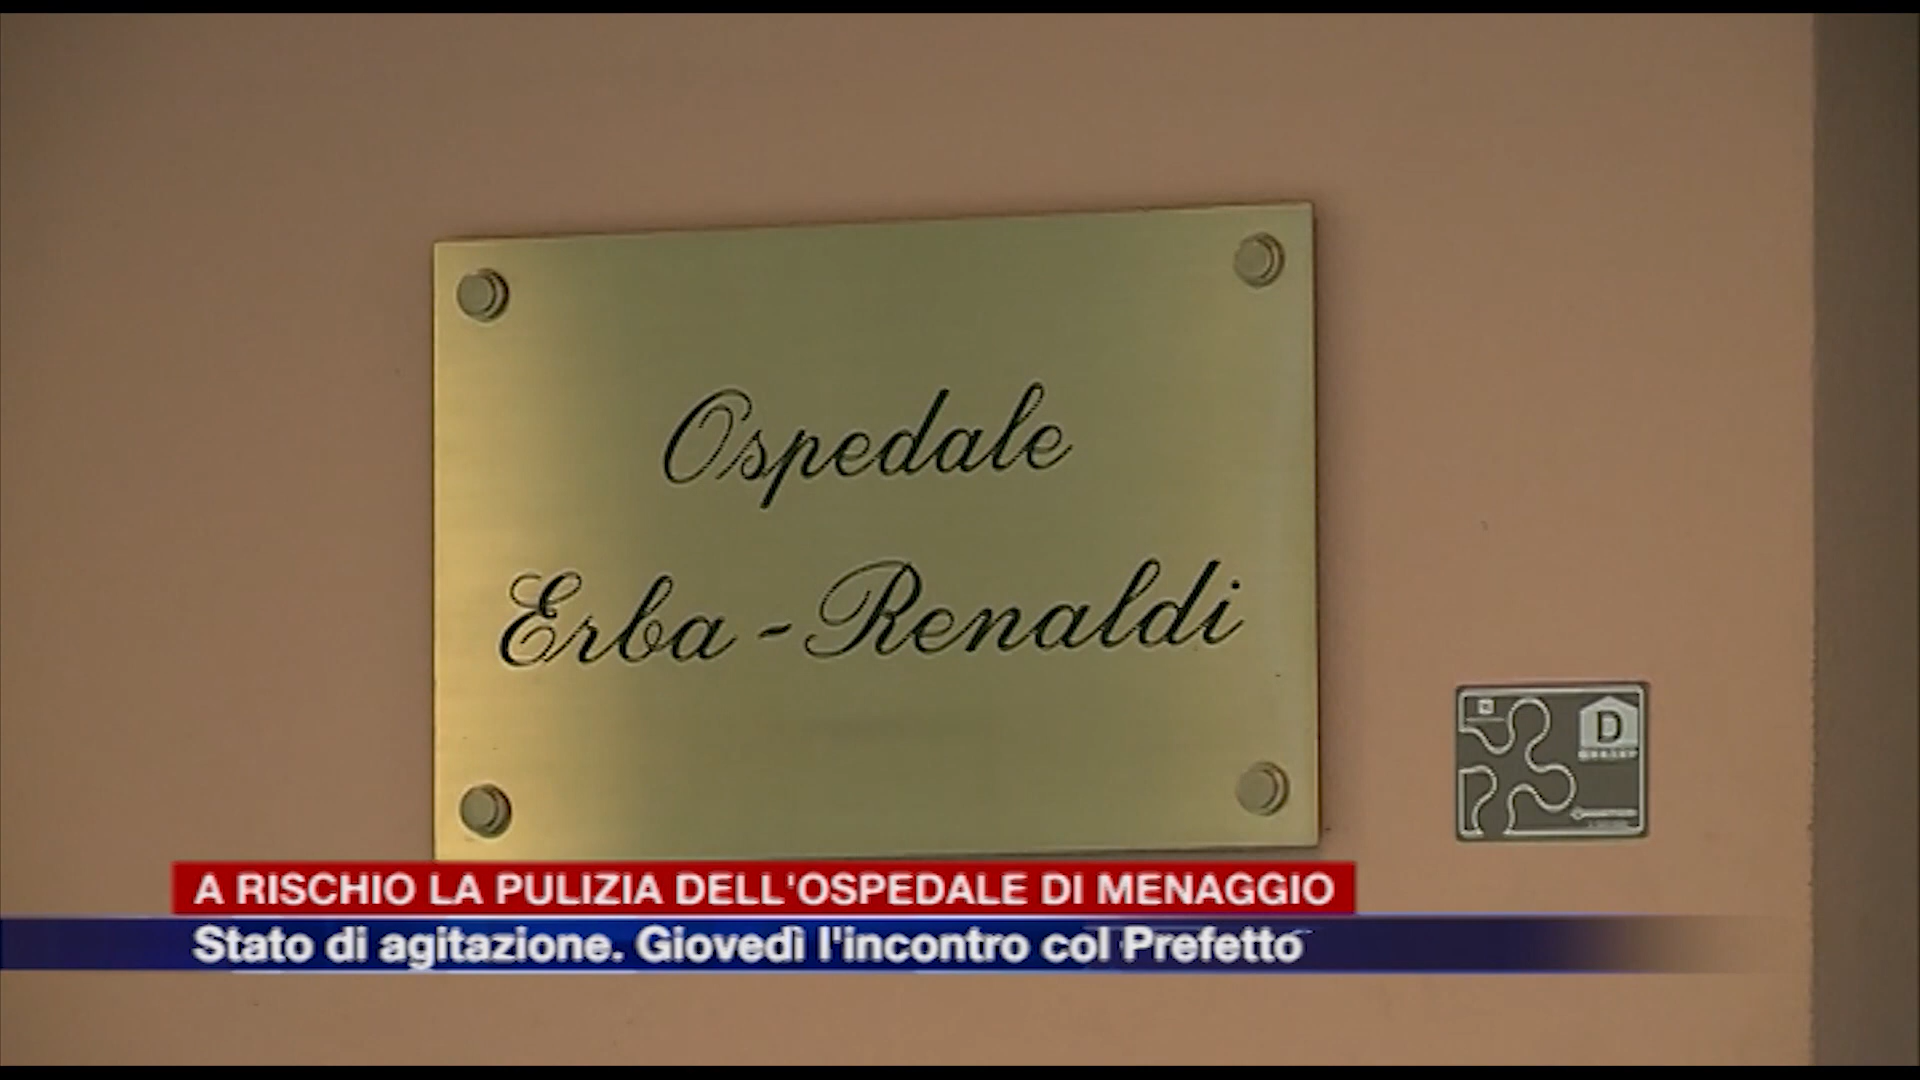 Ospedale
Erba - Renaldi
D
A RISCHIO LA PULIZIA DELL'OSPEDALE DI MENAGGIO
Stato di agitazione. Giovedì l'incontro col Prefetto